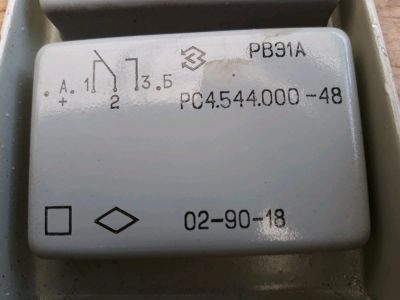 РВЭ1А
. А. 1 3 . Б
+ 2
РС4.544.000-48
02-90-18